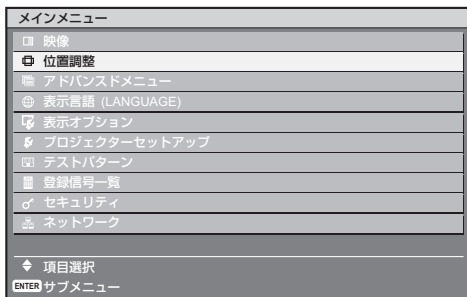 メインメニュー
映像
位置調整
アドバンスドメニュー
表示言語 (LANGUAGE)
表示オプション
プロジェクターセットアップ
テストパターン
登録信号一覧
セキュリティ
ネットワーク
項目選択
ENTER サブメニュー